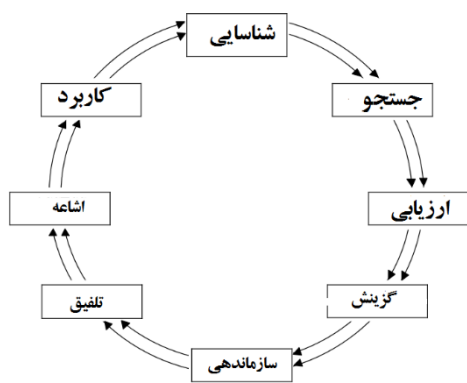 شناسایی
جستجو
ارزیابی
گزینش
سازماندهی
تلفیق
اشاعه
کاربرد